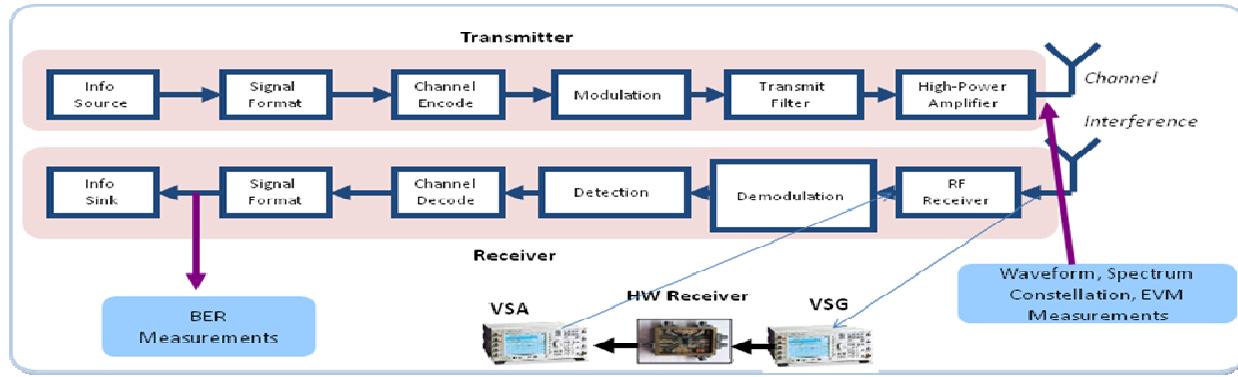 Transmitter
Info
Source
Signal
Format
Channel
Encode
Modulation
Transmit
Filter
High-Power
Amplifier
Channel
Interference
Info
Sink
Signal
Format
Channel
Decode
Detection
Demodulation
RF
Receiver
Receiver
BER
Measurements
VSA
HW Receiver
VSG
Waveform, Spectrum
Constellation, EVM
Measurements